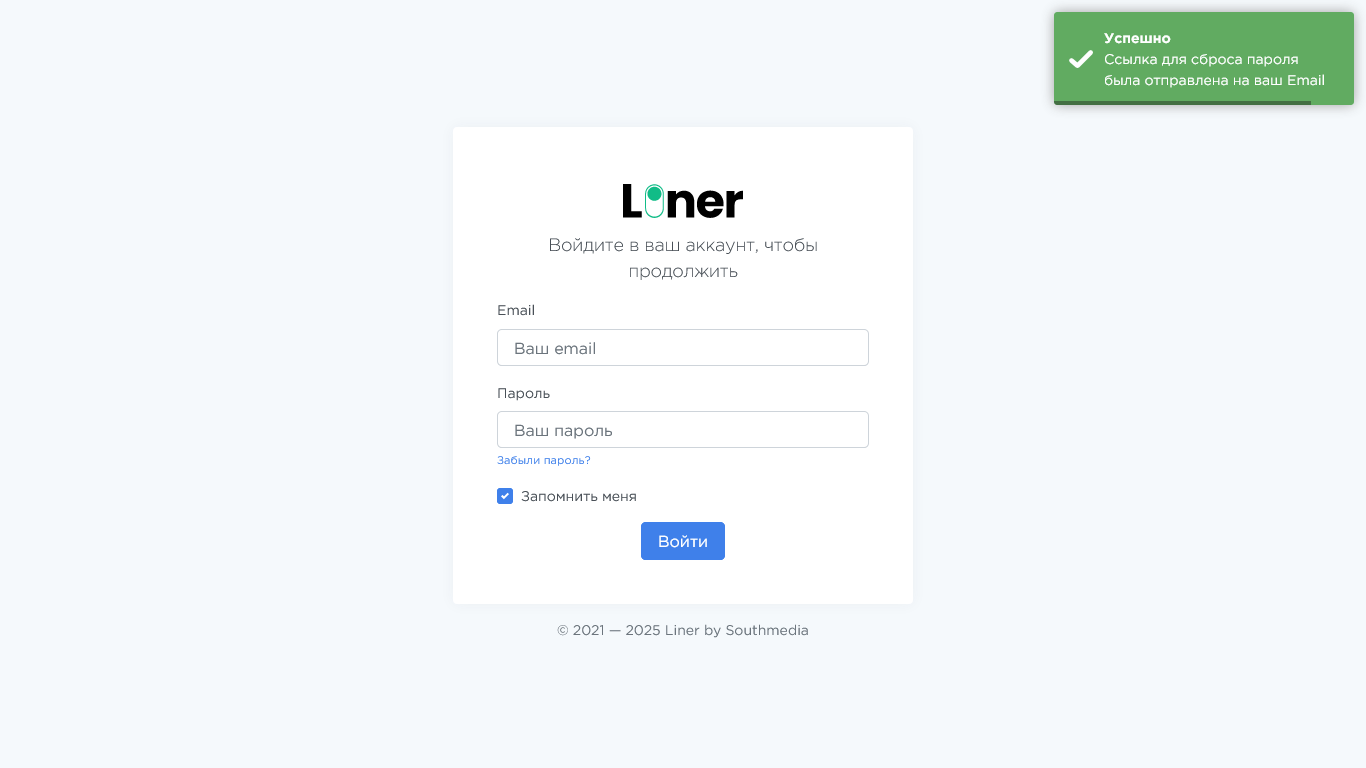 Успешно
Ссылка для сброса пароля
была отправлена на ваш Email
Liner
Войдите в ваш аккаунт, чтобы
продолжить
Email
Ваш email
Пароль
Ваш пароль
Забыли пароль?
Запомнить меня
Войти
© 2021 — 2025 Liner by Southmedia